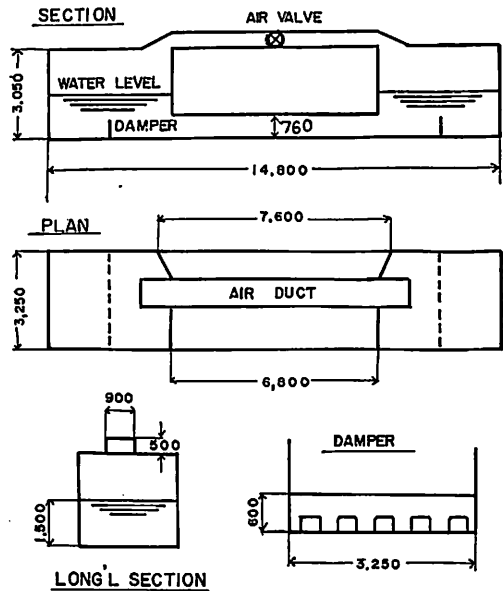 SECTION
AIR VALVE
3,050
WATER LEVEL
DAMPER
760
14,800
PLAN
7,600
3,250
AIR DUCT
6,800
900
500
1,500
LONG'L SECTION
DAMPER
600
3,250